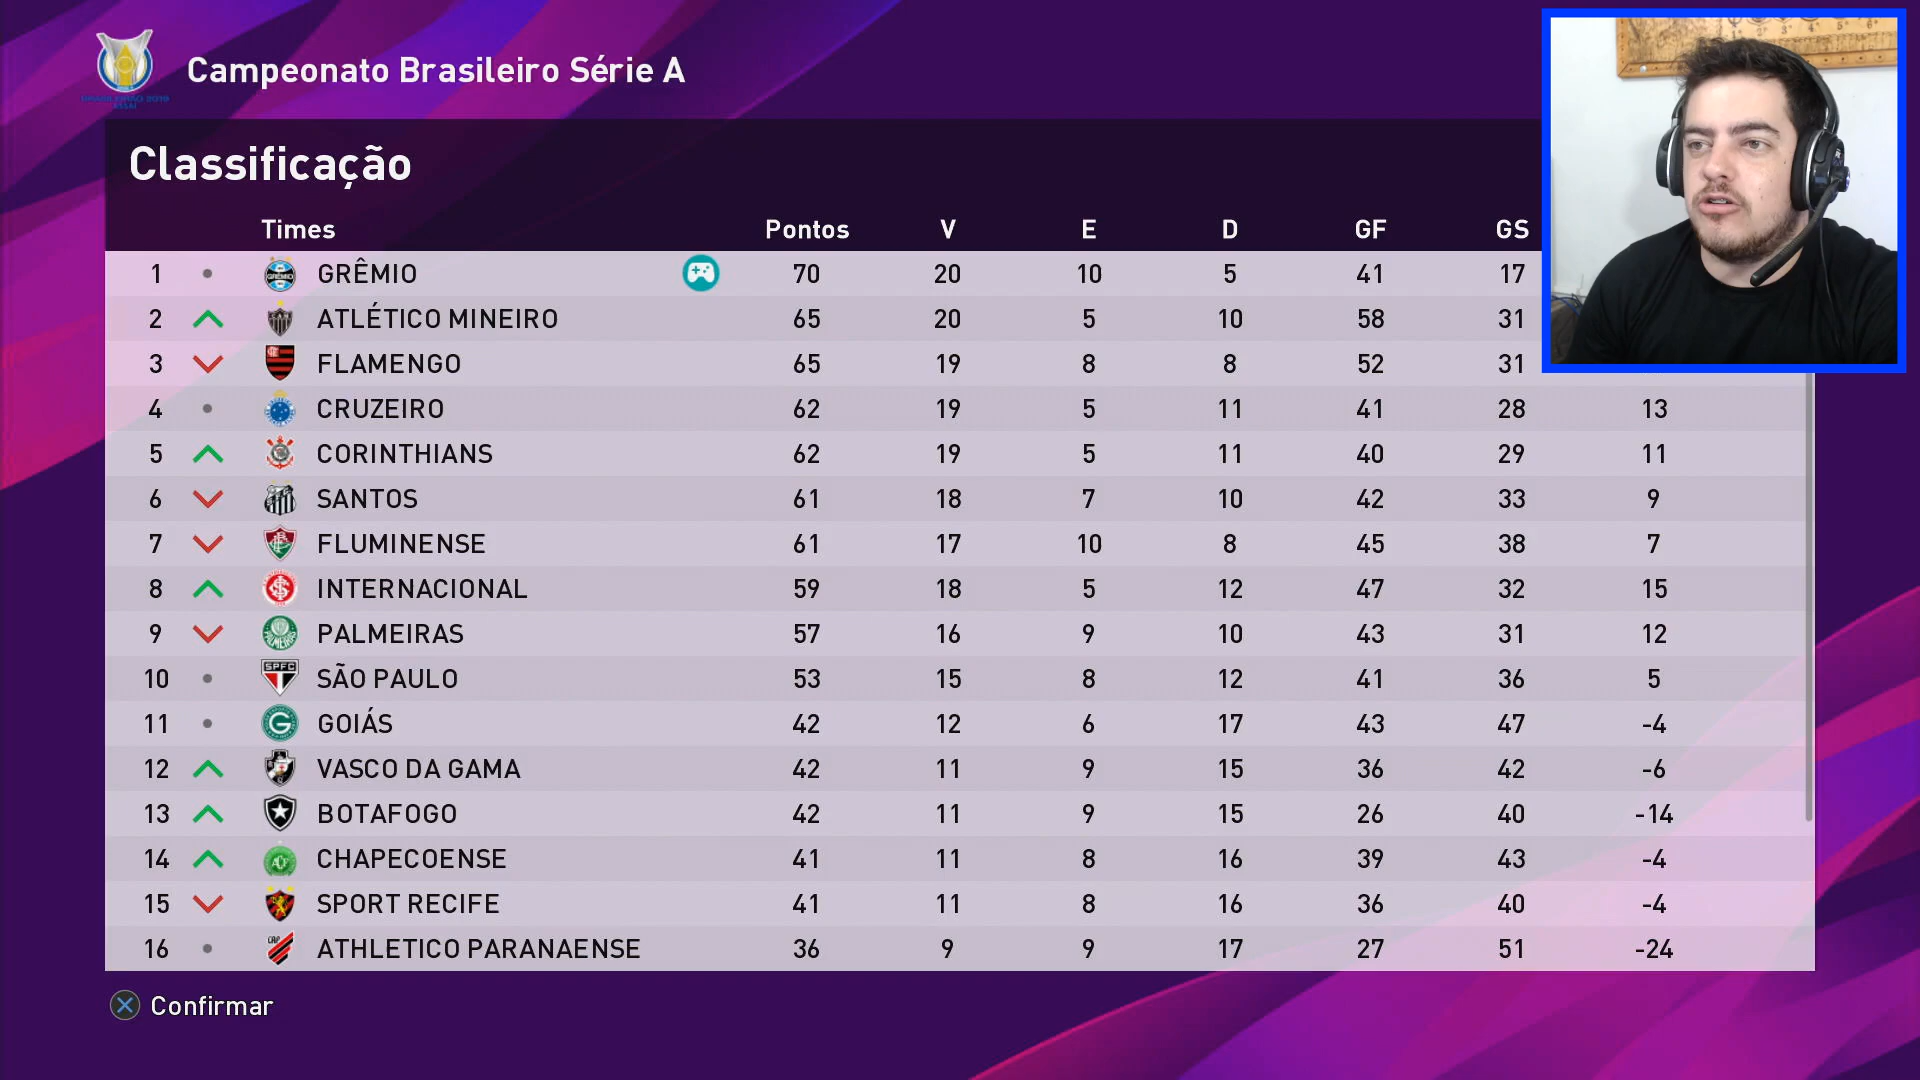 Campeonato Brasileiro Série A
BRASILEIRÃO 2019
ASSAÍ
Classificação
Times Pontos V E D GF GS
1 GRÊMIO 70 20 10 5 41 17
2 ATLÉTICO MINEIRO 65 20 5 10 58 31
3 FLAMENGO 65 19 8 8 52 31
4 CRUZEIRO 62 19 5 11 41 28 13
5 CORINTHIANS 62 19 5 11 40 29 11
6 SANTOS 61 18 7 10 42 33 9
7 FLUMINENSE 61 17 10 8 45 38 7
8 INTERNACIONAL 59 18 5 12 47 32 15
9 PALMEIRAS 57 16 9 10 43 31 12
10 SPFC SÃO PAULO 53 15 8 12 41 36 5
11 GOIÁS 42 12 6 17 43 47 -4
12 VASCO DA GAMA 42 11 9 15 36 42 -6
13 BOTAFOGO 42 11 9 15 26 40 -14
14 CHAPECOENSE 41 11 8 16 39 43 -4
15 SPORT RECIFE 41 11 8 16 36 40 -4
16 CAP ATHLETICO PARANAENSE 36 9 9 17 27 51 -24
Confirmar